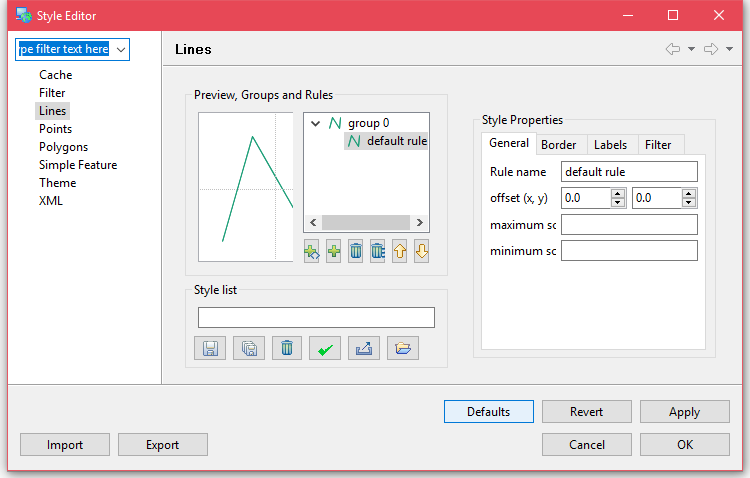 Style Editor
pe filter text here
Cache
Filter
Lines
Points
Polygons
Simple Feature
Theme
XML
Lines
Preview, Groups and Rules
group 0
default rule
Style list
Style Properties
General Border Labels Filter
Rule name default rule
offset (x, y) 0.0 0.0
maximum sc
minimum sc
Defaults Revert Apply
Import Export Cancel OK